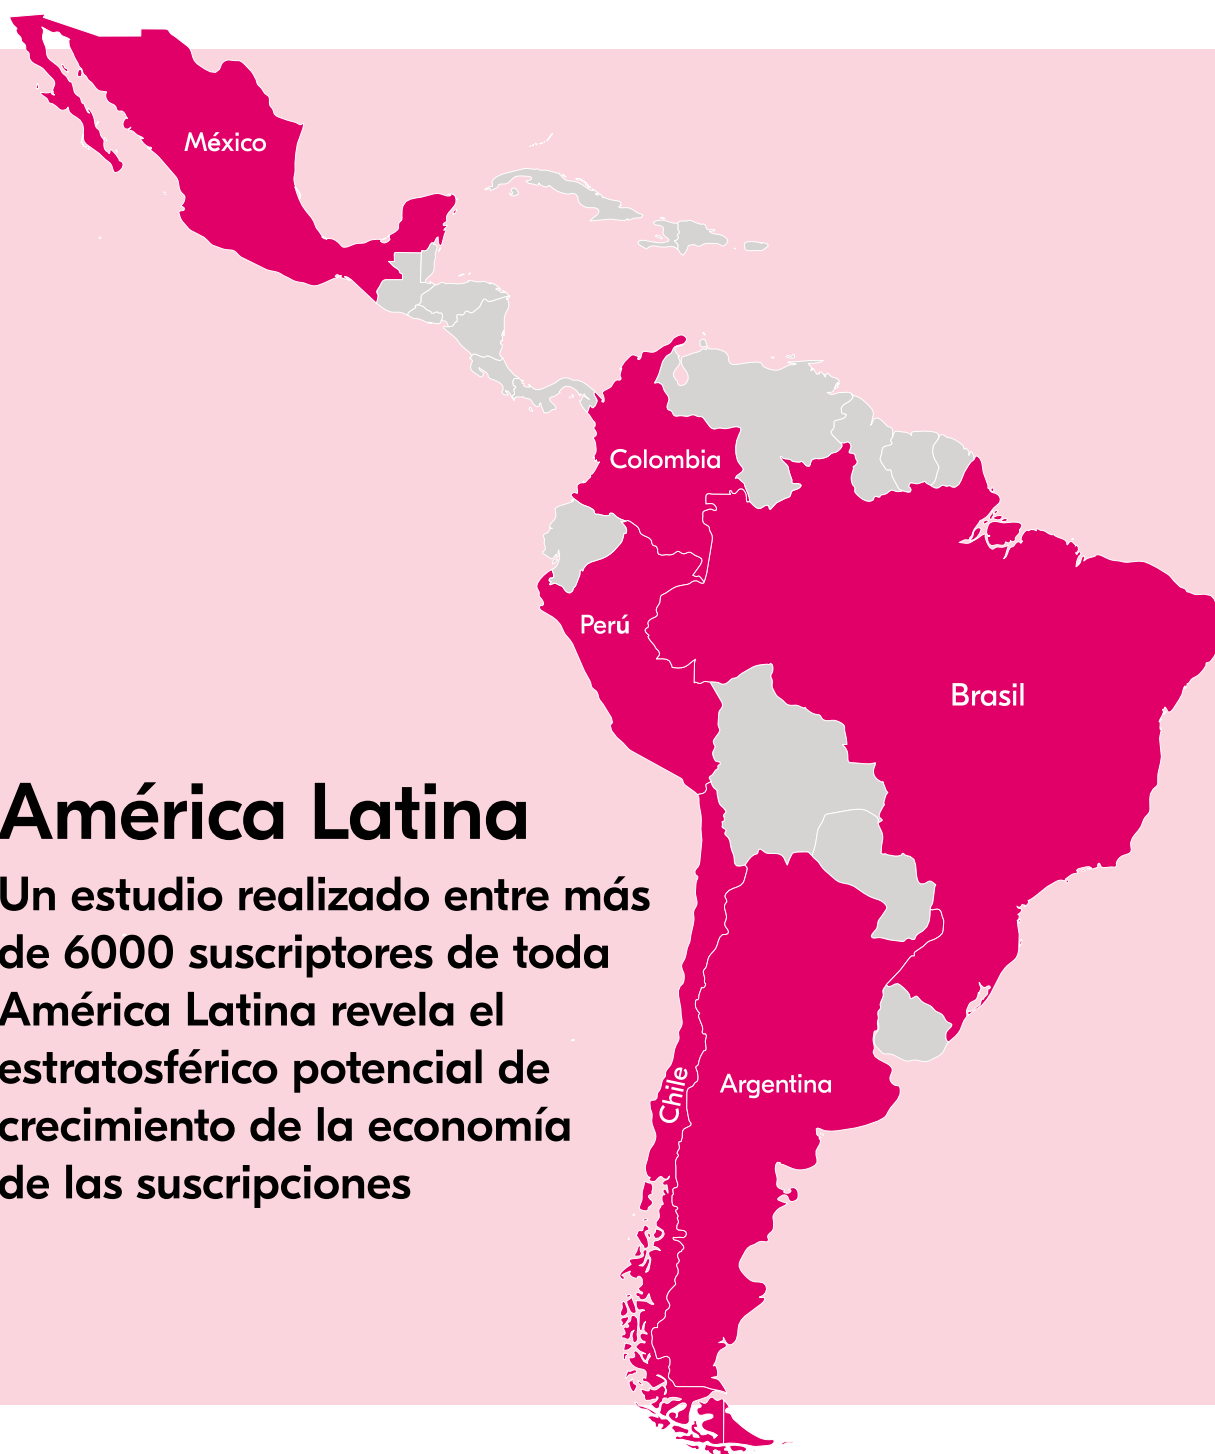 México
Colombia
Perú
Brasil
América Latina
Un estudio realizado entre más
de 6000 suscriptores de toda
América Latina revela el
estratosférico potencial de
crecimiento de la economía
de las suscripciones
Chile
Argentina